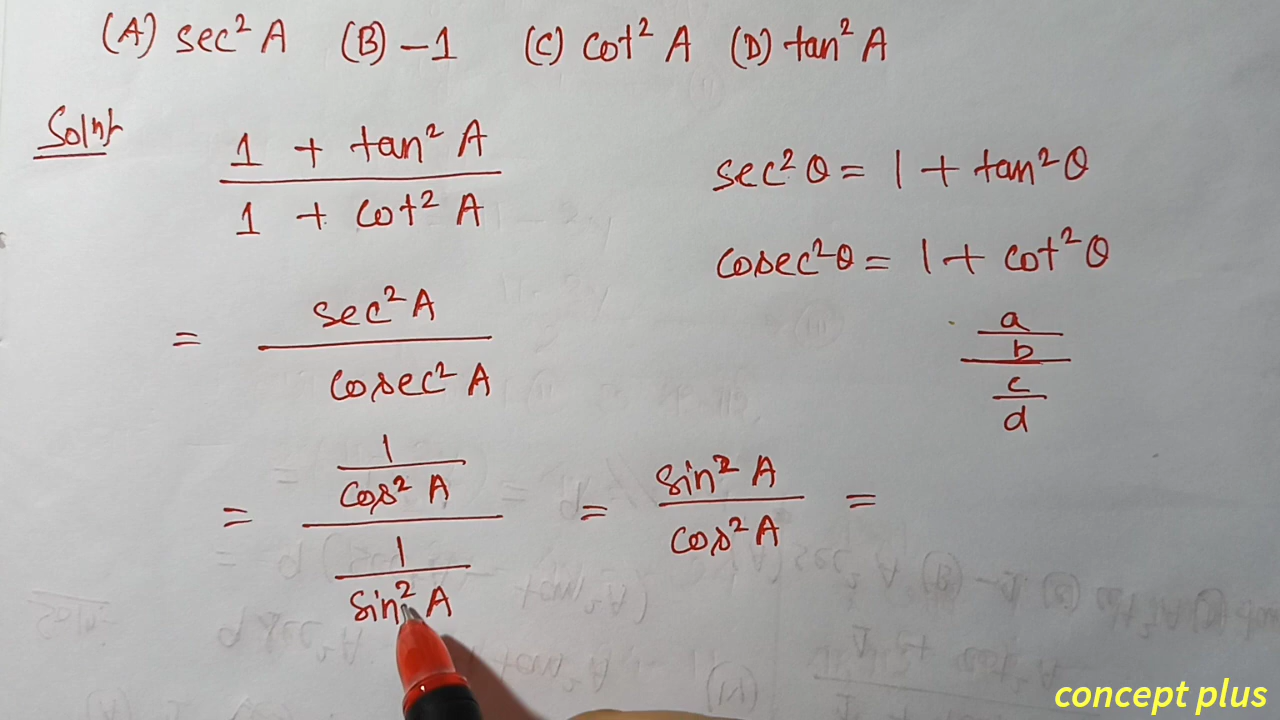 (A) sec² A (B) -1 (C) cot² A (D) tan² A
Soln:
1 + tan² A
1 + cot² A
sec² θ = 1 + tan² θ
cosec² θ = 1 + cot² θ
= sec² A
cosec² A
a
b
c
d
= 1
cos² A
1
sin² A
= sin² A
cos² A
=
concept plus